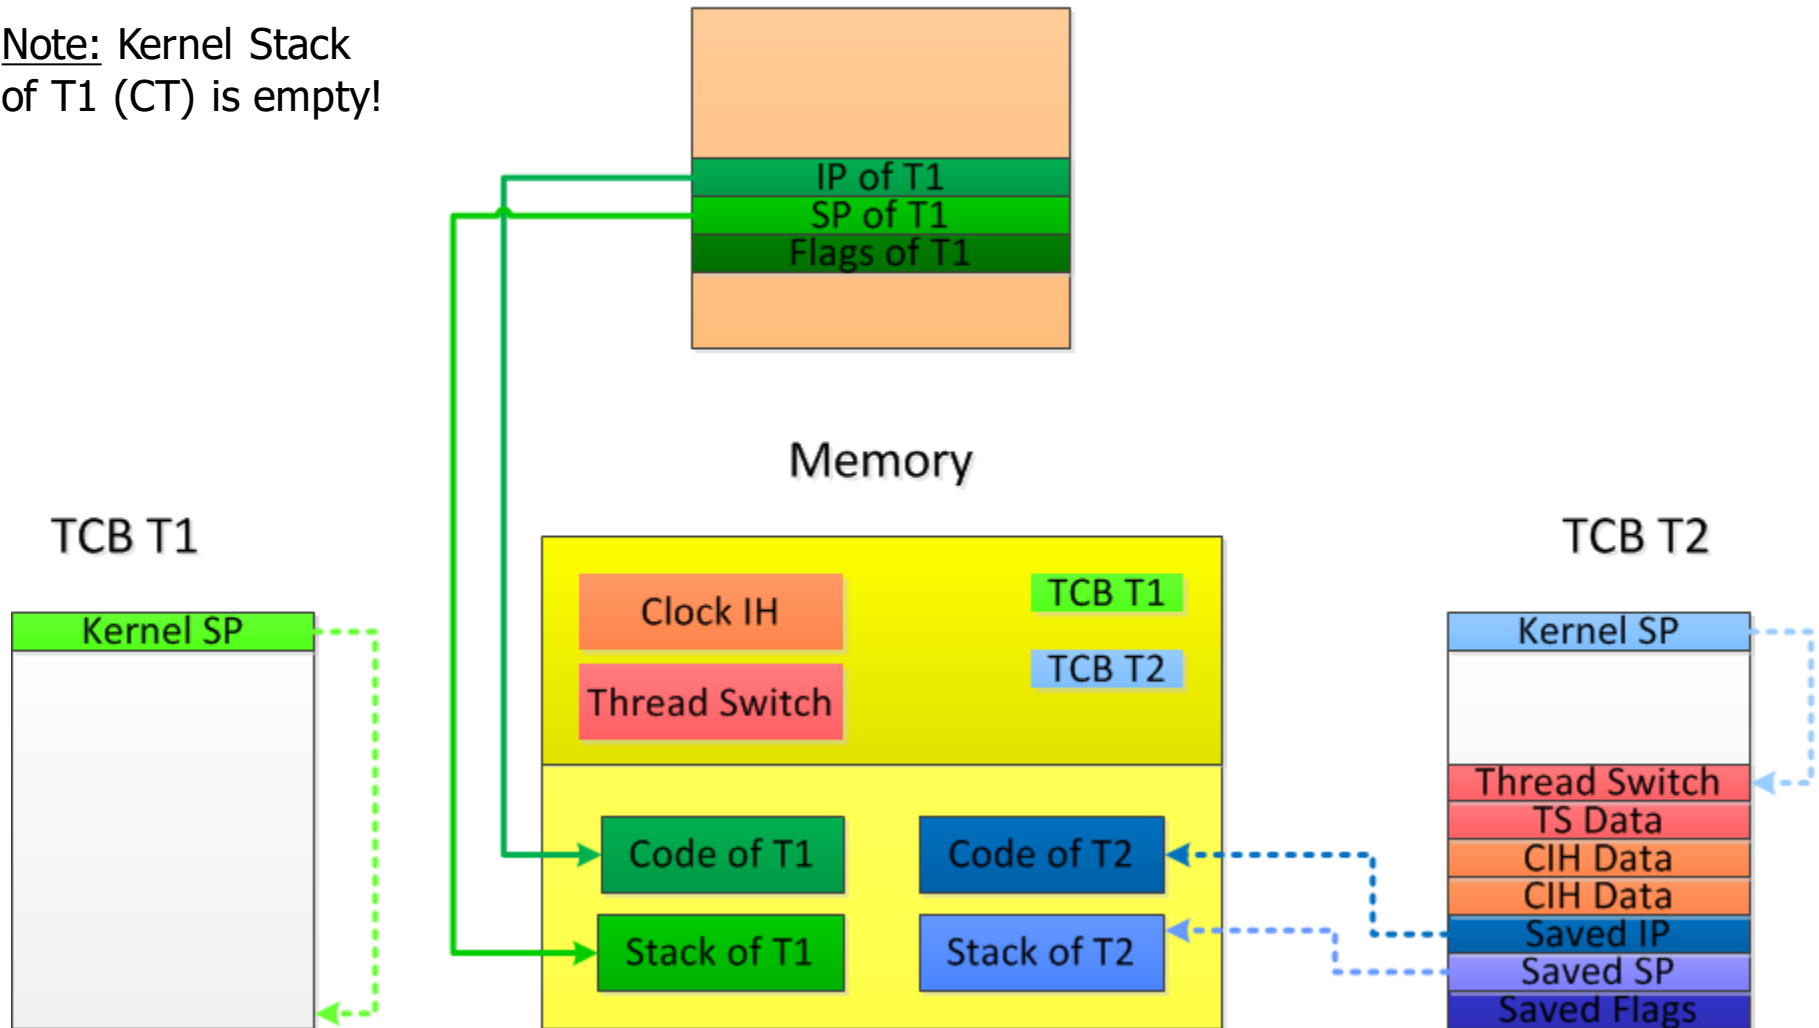 Note: Kernel Stack
of T1 (CT) is empty!
IP of T1
SP of T1
Flags of T1
Memory
TCB T1
Kernel SP
Clock IH
Thread Switch
TCB T1
TCB T2
Code of T1
Code of T2
Stack of T1
Stack of T2
TCB T2
Kernel SP
Thread Switch
TS Data
CIH Data
CIH Data
Saved IP
Saved SP
Saved Flags